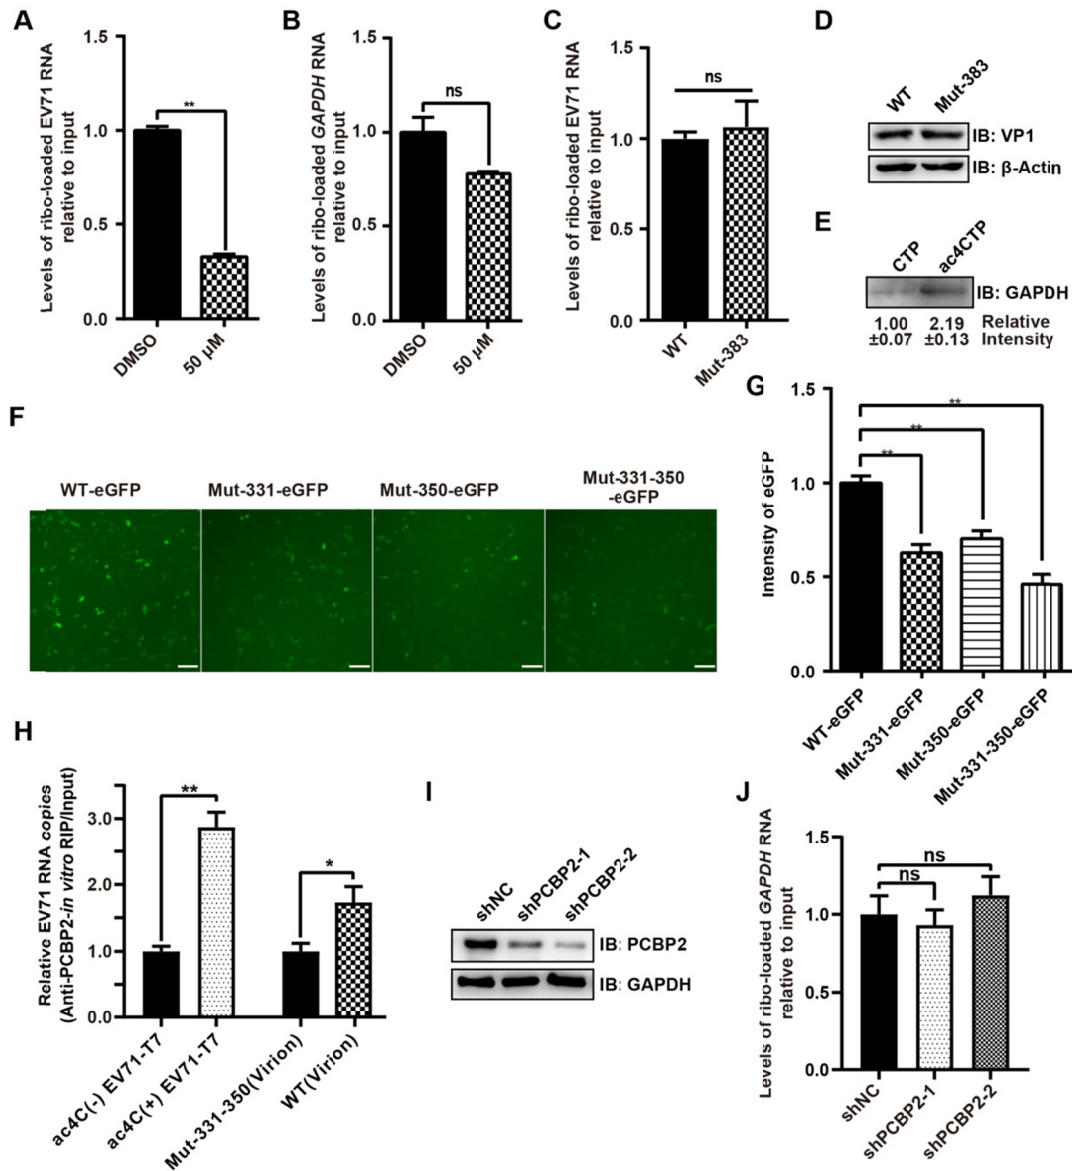 A
Levels of ribo-loaded EV71 RNA
relative to input
1.5
1.0
0.5
0.0
**
DMSO
50 µM
B
Levels of ribo-loaded GAPDH RNA
relative to input
1.5
1.0
0.5
0.0
ns
DMSO
50 µM
C
Levels of ribo-loaded EV71 RNA
relative to input
1.5
1.0
0.5
0.0
ns
WT
Mut-383
D
WT
Mut-383
IB: VP1
IB: β-Actin
E
CTP
ac4CTP
IB: GAPDH
1.00 2.19 Relative
±0.07 ±0.13 Intensity
F
WT-eGFP
Mut-331-eGFP
Mut-350-eGFP
Mut-331-350
-eGFP
G
Intensity of eGFP
1.5
1.0
0.5
0.0
**
**
**
WT-eGFP
Mut-331-eGFP
Mut-350-eGFP
Mut-331-350-eGFP
H
Relative EV71 RNA copies
(Anti-PCBP2-in vitro RIP/Input)
3.0
2.0
1.0
0.0
**
*
ac4C(-) EV71-T7
ac4C(+) EV71-T7
Mut-331-350(Virion)
WT(Virion)
I
shNC
shPCBP2-1
shPCBP2-2
IB: PCBP2
IB: GAPDH
J
Levels of ribo-loaded GAPDH RNA
relative to input
1.5
1.0
0.5
0.0
ns
ns
shNC
shPCBP2-1
shPCBP2-2